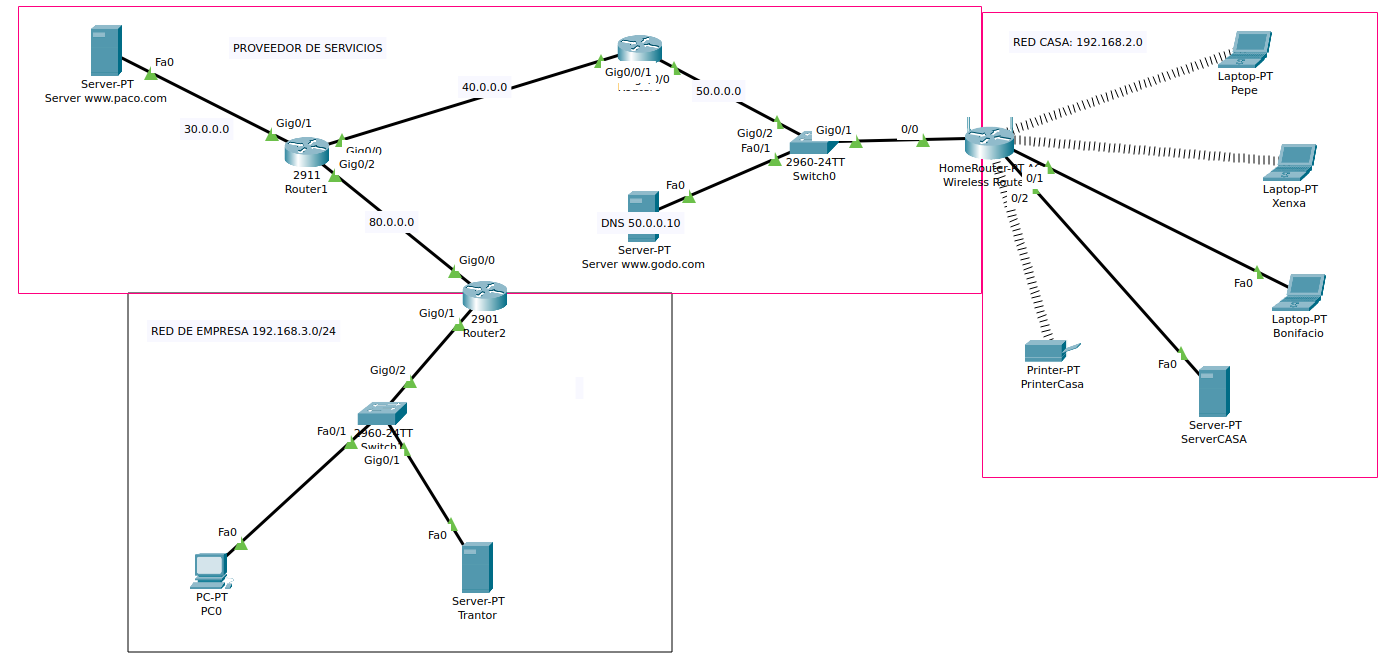 PROVEEDOR DE SERVICIOS
RED CASA: 192.168.2.0
Fa0
Server-PT
Server www.paco.com
30.0.0.0
Gig0/1
2911
Router1
Gig0/0
Gig0/2
40.0.0.0
Gig0/0/1
50.0.0.0
Gig0/2
Fa0/1
Gig0/1
2960-24TT
Switch0
0/0
Fa0
DNS 50.0.0.10
Server-PT
Server www.godo.com
80.0.0.0
Gig0/0
2901
Router2
Gig0/1
HomeRouter-PT
Wireless
0/1
0/2
Laptop-PT
Pepe
Laptop-PT
Xenxa
Fa0
Laptop-PT
Bonifacio
Printer-PT
PrinterCasa
Fa0
Server-PT
ServerCASA
RED DE EMPRESA 192.168.3.0/24
Gig0/2
Fa0/1
2960-24TT
Gig0/1
Fa0
PC-PT
PC0
Fa0
Server-PT
Trantor